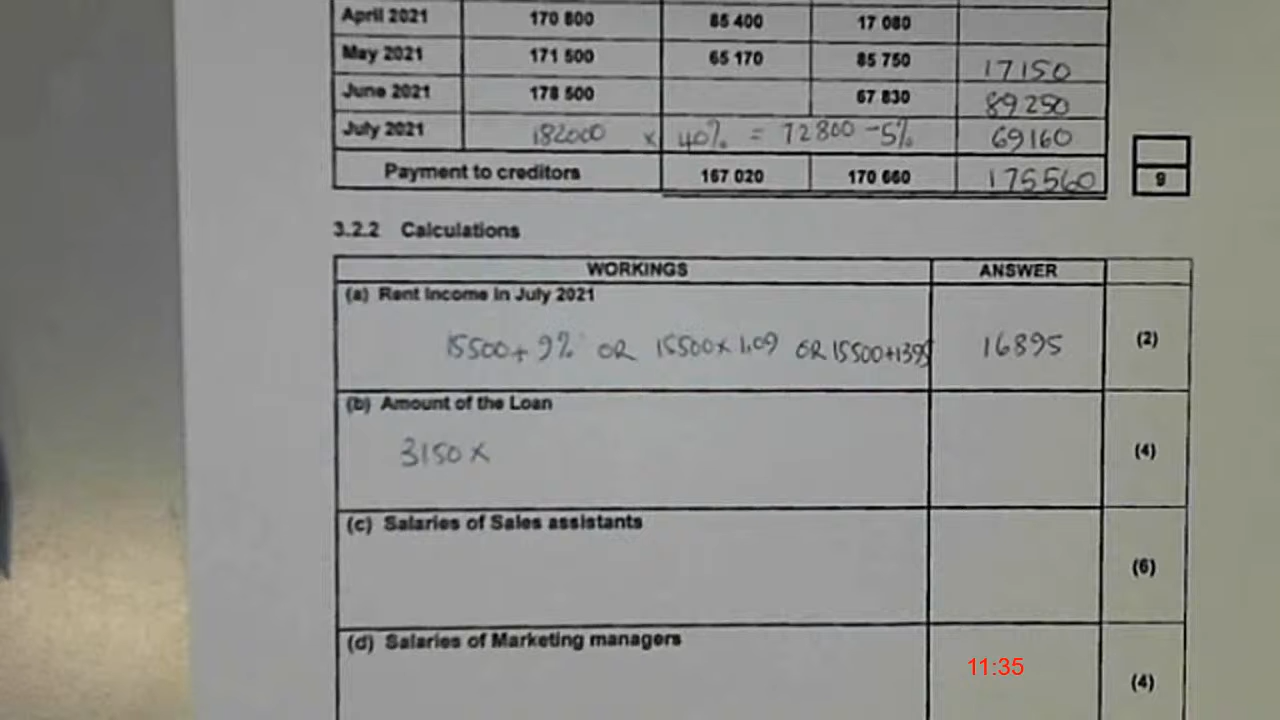 April 2021 170 800 85 400 17 080
May 2021 171 500 65 170 85 750 17150
June 2021 178 500 67 830 89250
July 2021 182000 x 40% = 72800 -5% 69160
Payment to creditors 167 020 170 660 175560 9
3.2.2 Calculations
WORKINGS ANSWER
(a) Rent Income in July 2021
15500+ 9% OR 15500x 1.09 OR 15500+1395 16895 (2)
(b) Amount of the Loan
3150 x (4)
(c) Salaries of Sales assistants
(6)
(d) Salaries of Marketing managers
11:35
(4)